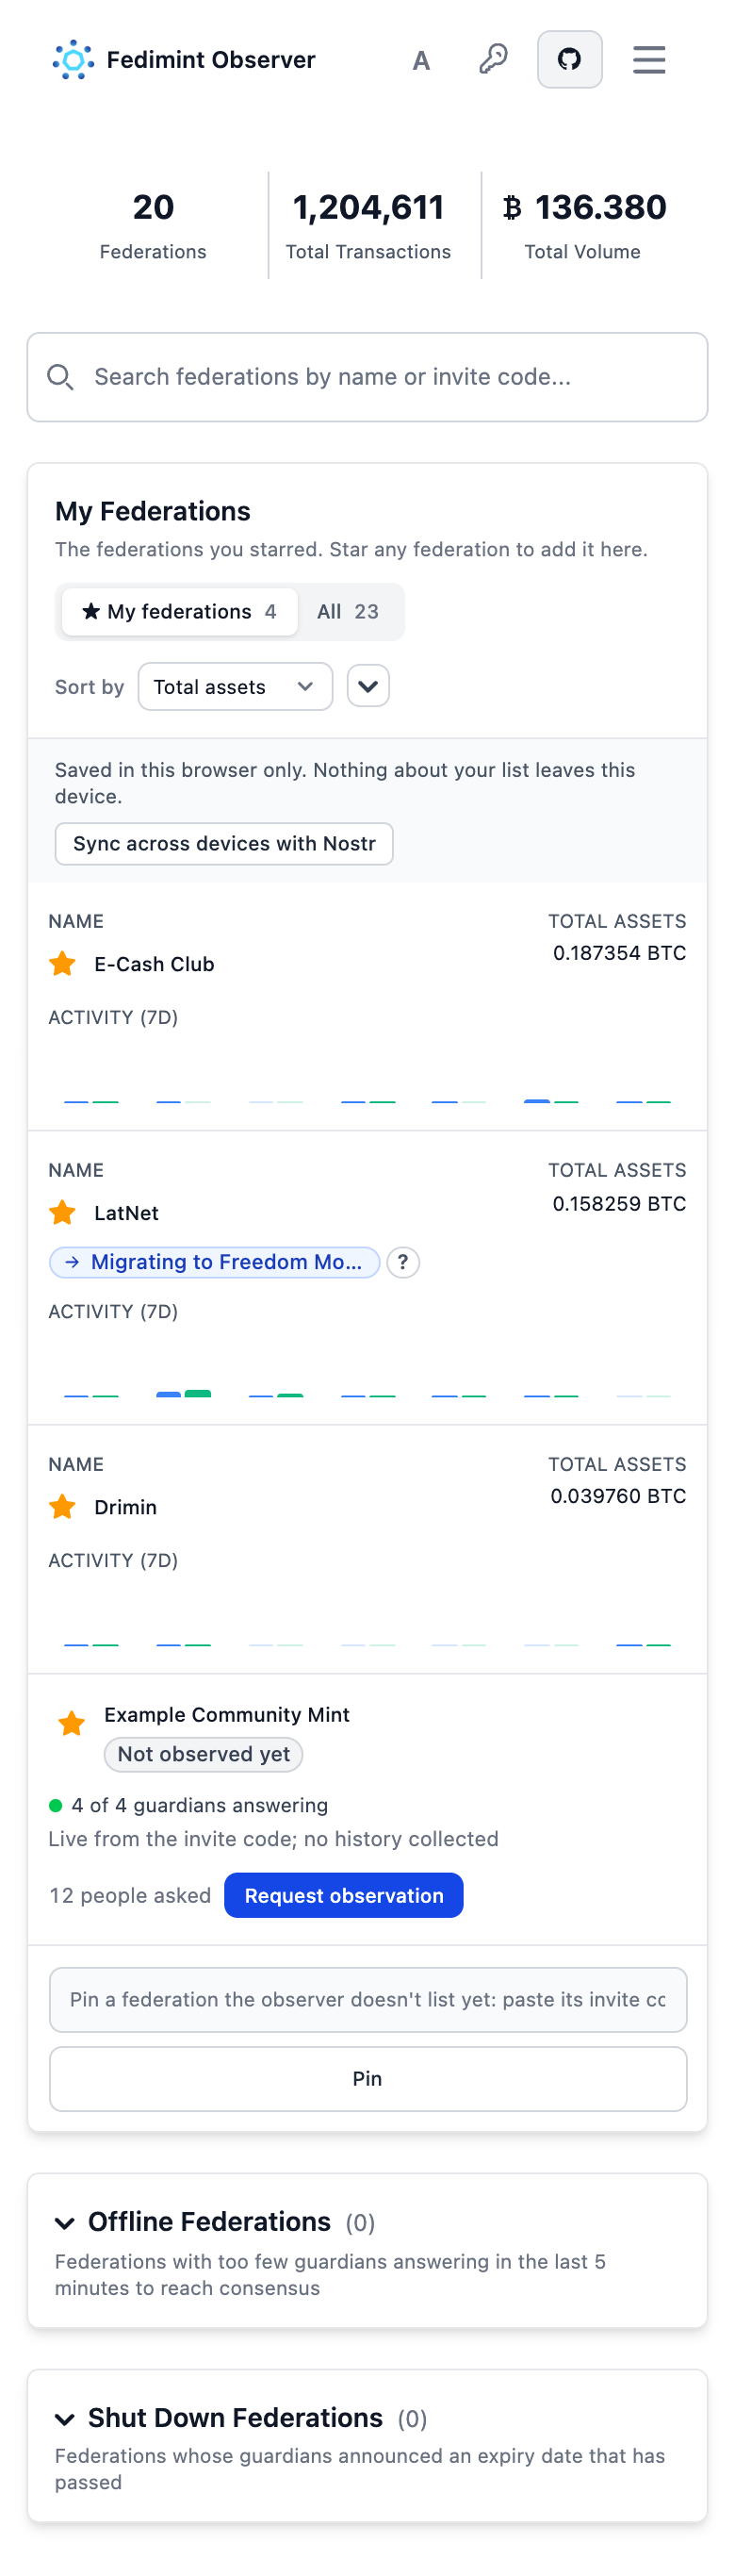 Fedimint Observer
A
20
Federations
1,204,611
Total Transactions
₿ 136.380
Total Volume
Search federations by name or invite code...
My Federations
The federations you starred. Star any federation to add it here.
★ My federations 4
All 23
Sort by
Total assets
Saved in this browser only. Nothing about your list leaves this
device.
Sync across devices with Nostr
NAME
TOTAL ASSETS
E-Cash Club
0.187354 BTC
ACTIVITY (7D)
NAME
TOTAL ASSETS
LatNet
0.158259 BTC
→ Migrating to Freedom Mo...
?
ACTIVITY (7D)
NAME
TOTAL ASSETS
Drimin
0.039760 BTC
ACTIVITY (7D)
Example Community Mint
Not observed yet
4 of 4 guardians answering
Live from the invite code; no history collected
12 people asked
Request observation
Pin a federation the observer doesn't list yet: paste its invite cc
Pin
Offline Federations (0)
Federations with too few guardians answering in the last 5
minutes to reach consensus
Shut Down Federations (0)
Federations whose guardians announced an expiry date that has
passed